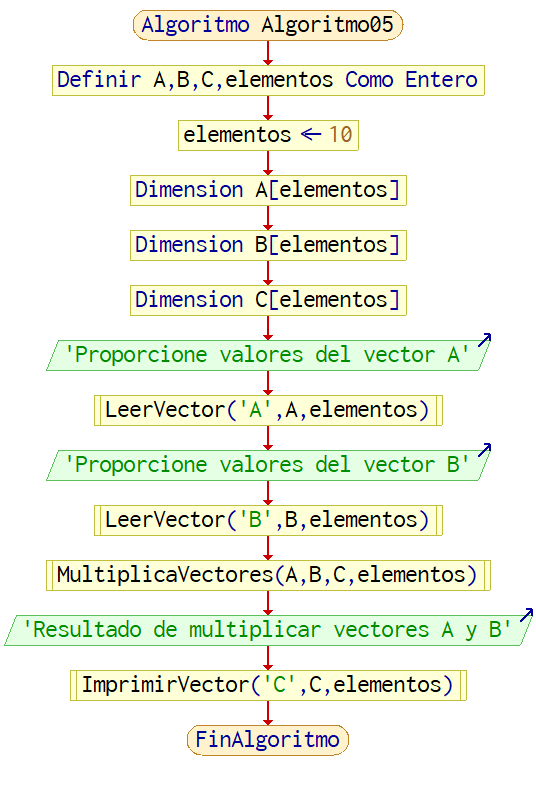 Algoritmo Algoritmo05
Definir A,B,C,elementos Como Entero
elementos ← 10
Dimension A[elementos]
Dimension B[elementos]
Dimension C[elementos]
'Proporcione valores del vector A'
LeerVector('A',A,elementos)
'Proporcione valores del vector B'
LeerVector('B',B,elementos)
MultiplicaVectores(A,B,C,elementos)
'Resultado de multiplicar vectores A y B'
ImprimirVector('C',C,elementos)
FinAlgoritmo